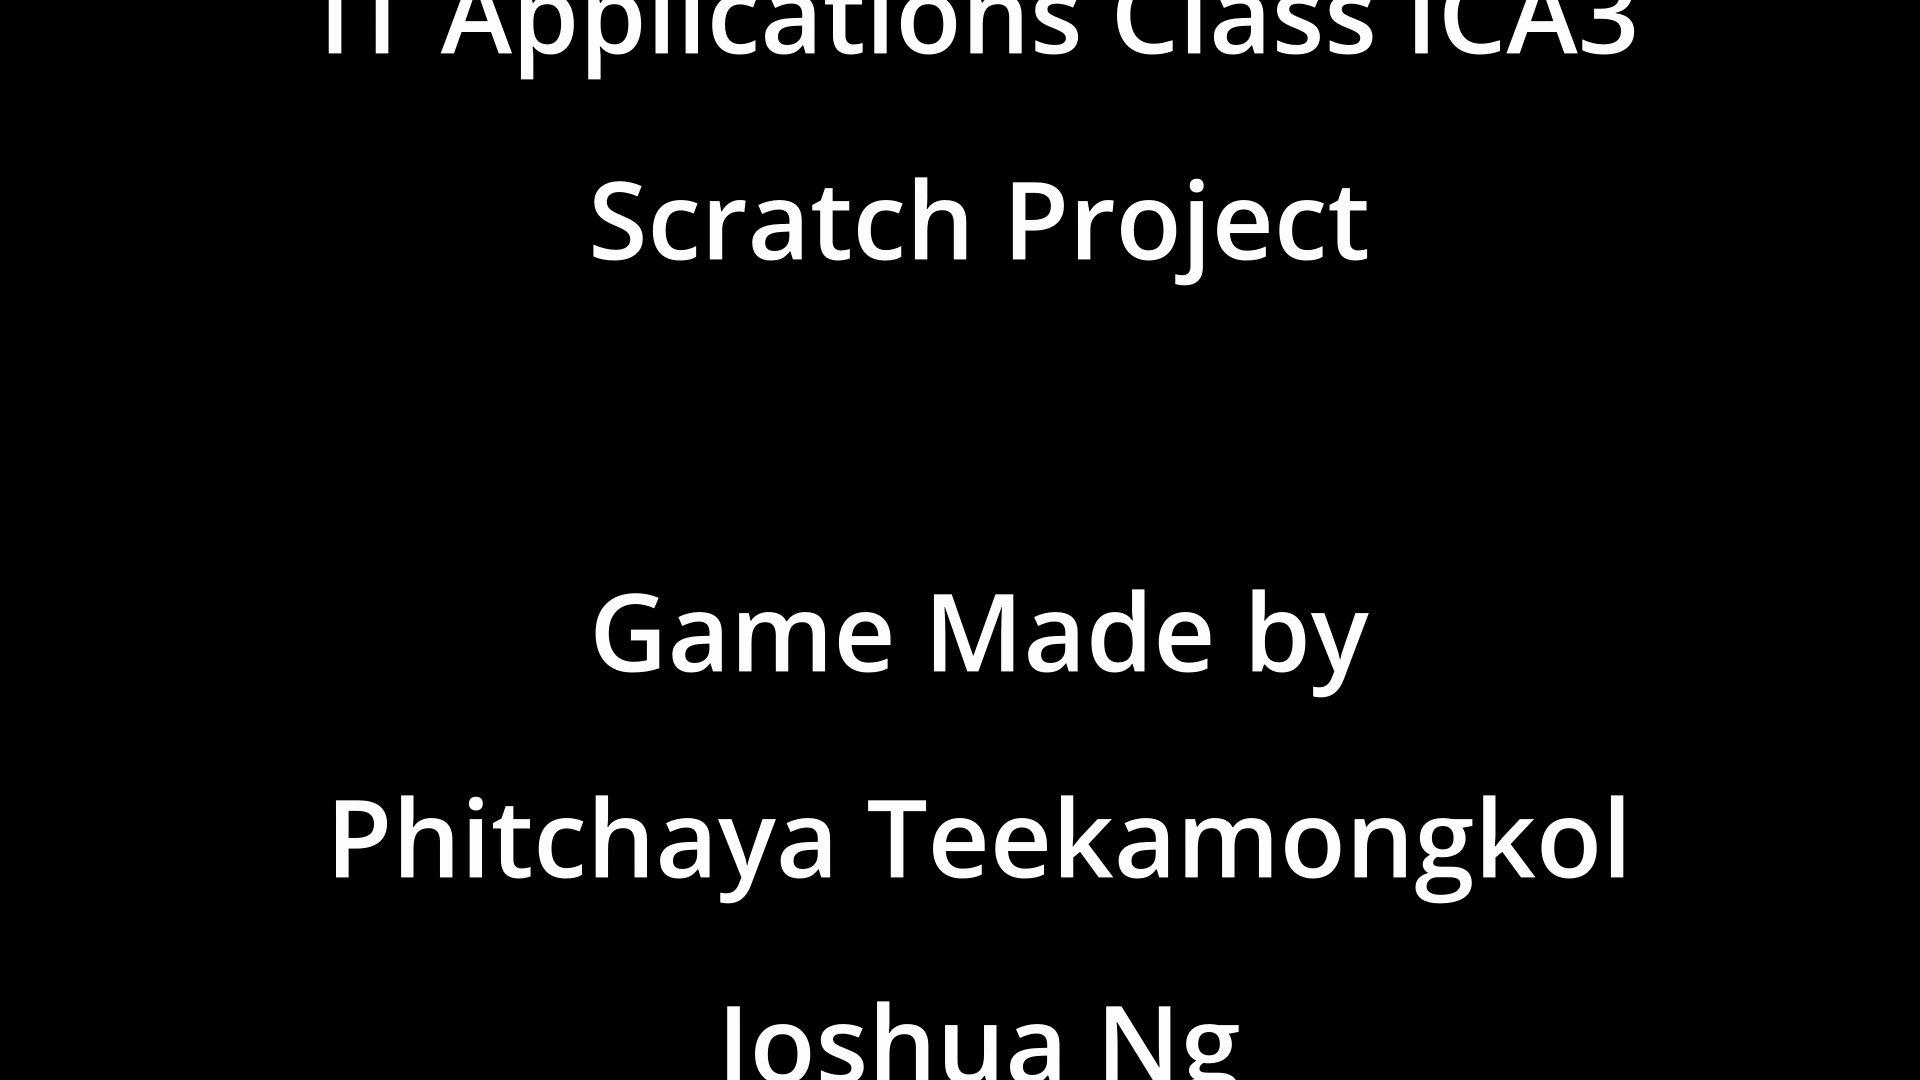 IT Applications Class ICA3
Scratch Project
Game Made by
Phitchaya Teekamongkol
Joshua Ng